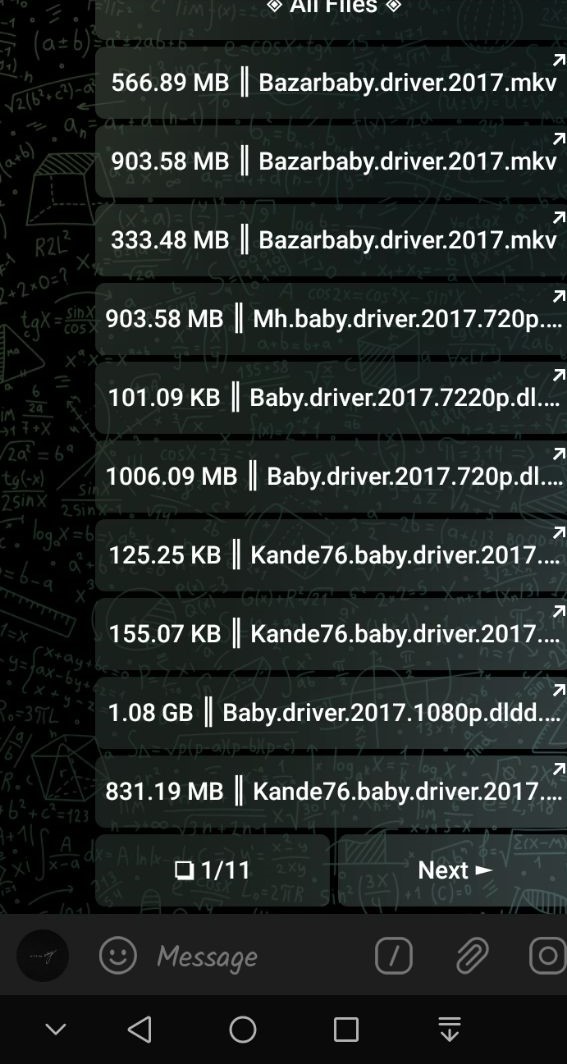 ◈ All Files ◈
566.89 MB ║ Bazarbaby.driver.2017.mkv
903.58 MB ║ Bazarbaby.driver.2017.mkv
333.48 MB ║ Bazarbaby.driver.2017.mkv
903.58 MB ║ Mh.baby.driver.2017.720p....
101.09 KB ║ Baby.driver.2017.7220p.dl....
1006.09 MB ║ Baby.driver.2017.720p.dl....
125.25 KB ║ Kande76.baby.driver.2017....
155.07 KB ║ Kande76.baby.driver.2017....
1.08 GB ║ Baby.driver.2017.1080p.dldd....
831.19 MB ║ Kande76.baby.driver.2017....
❏ 1/11
Next ►
Message